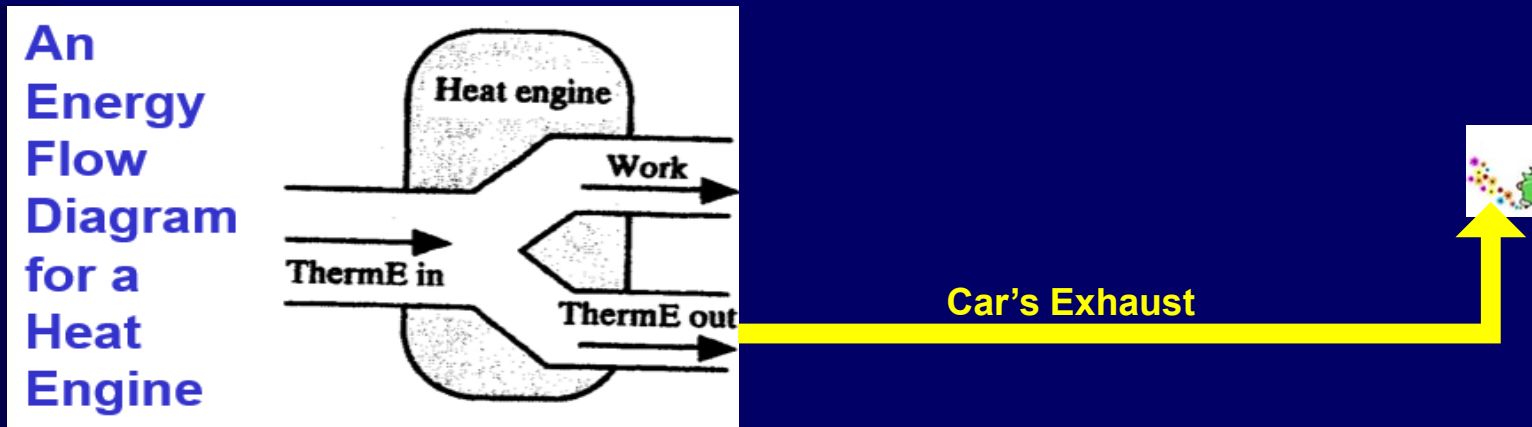 An
Energy
Flow
Diagram
for a
Heat
Engine
Heat engine
Work
ThermE in
ThermE out
Car’s Exhaust